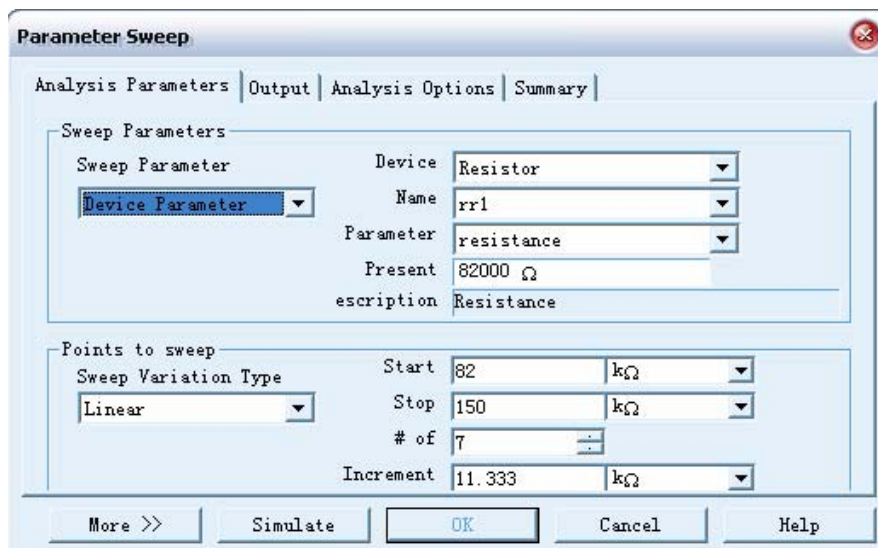 Parameter Sweep
Analysis Parameters Output Analysis Options Summary
Sweep Parameters
Sweep Parameter
Device Parameter
Device Resistor
Name rr1
Parameter resistance
Present 82000 Ω
escription Resistance
Points to sweep
Sweep Variation Type
Linear
Start 82 kΩ
Stop 150 kΩ
# of 7
Increment 11.333 kΩ
More >> Simulate OK Cancel Help